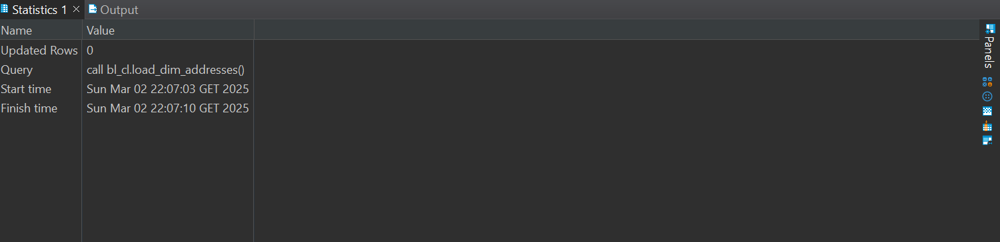 Statistics 1 Output
Name Value
Updated Rows 0
Query call bl_cl.load_dim_addresses()
Start time Sun Mar 02 22:07:03 GET 2025
Finish time Sun Mar 02 22:07:10 GET 2025
Panels